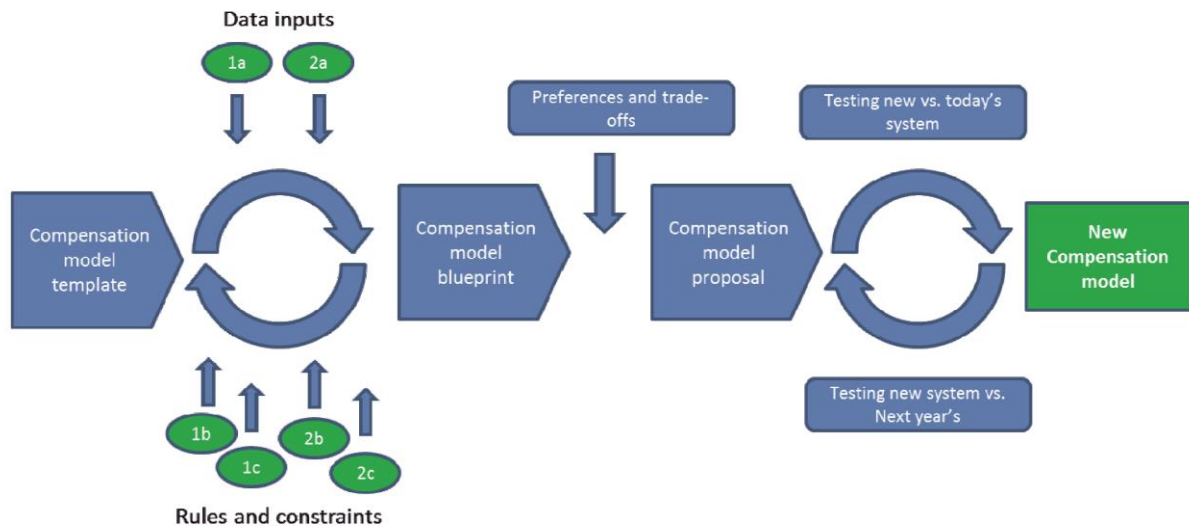 Data inputs
1a
2a
Preferences and trade-
offs
Testing new vs. today's
system
Compensation
model
template
Compensation
model
blueprint
Compensation
model
proposal
New
Compensation
model
1b
1c
2b
2c
Testing new system vs.
Next year's
Rules and constraints